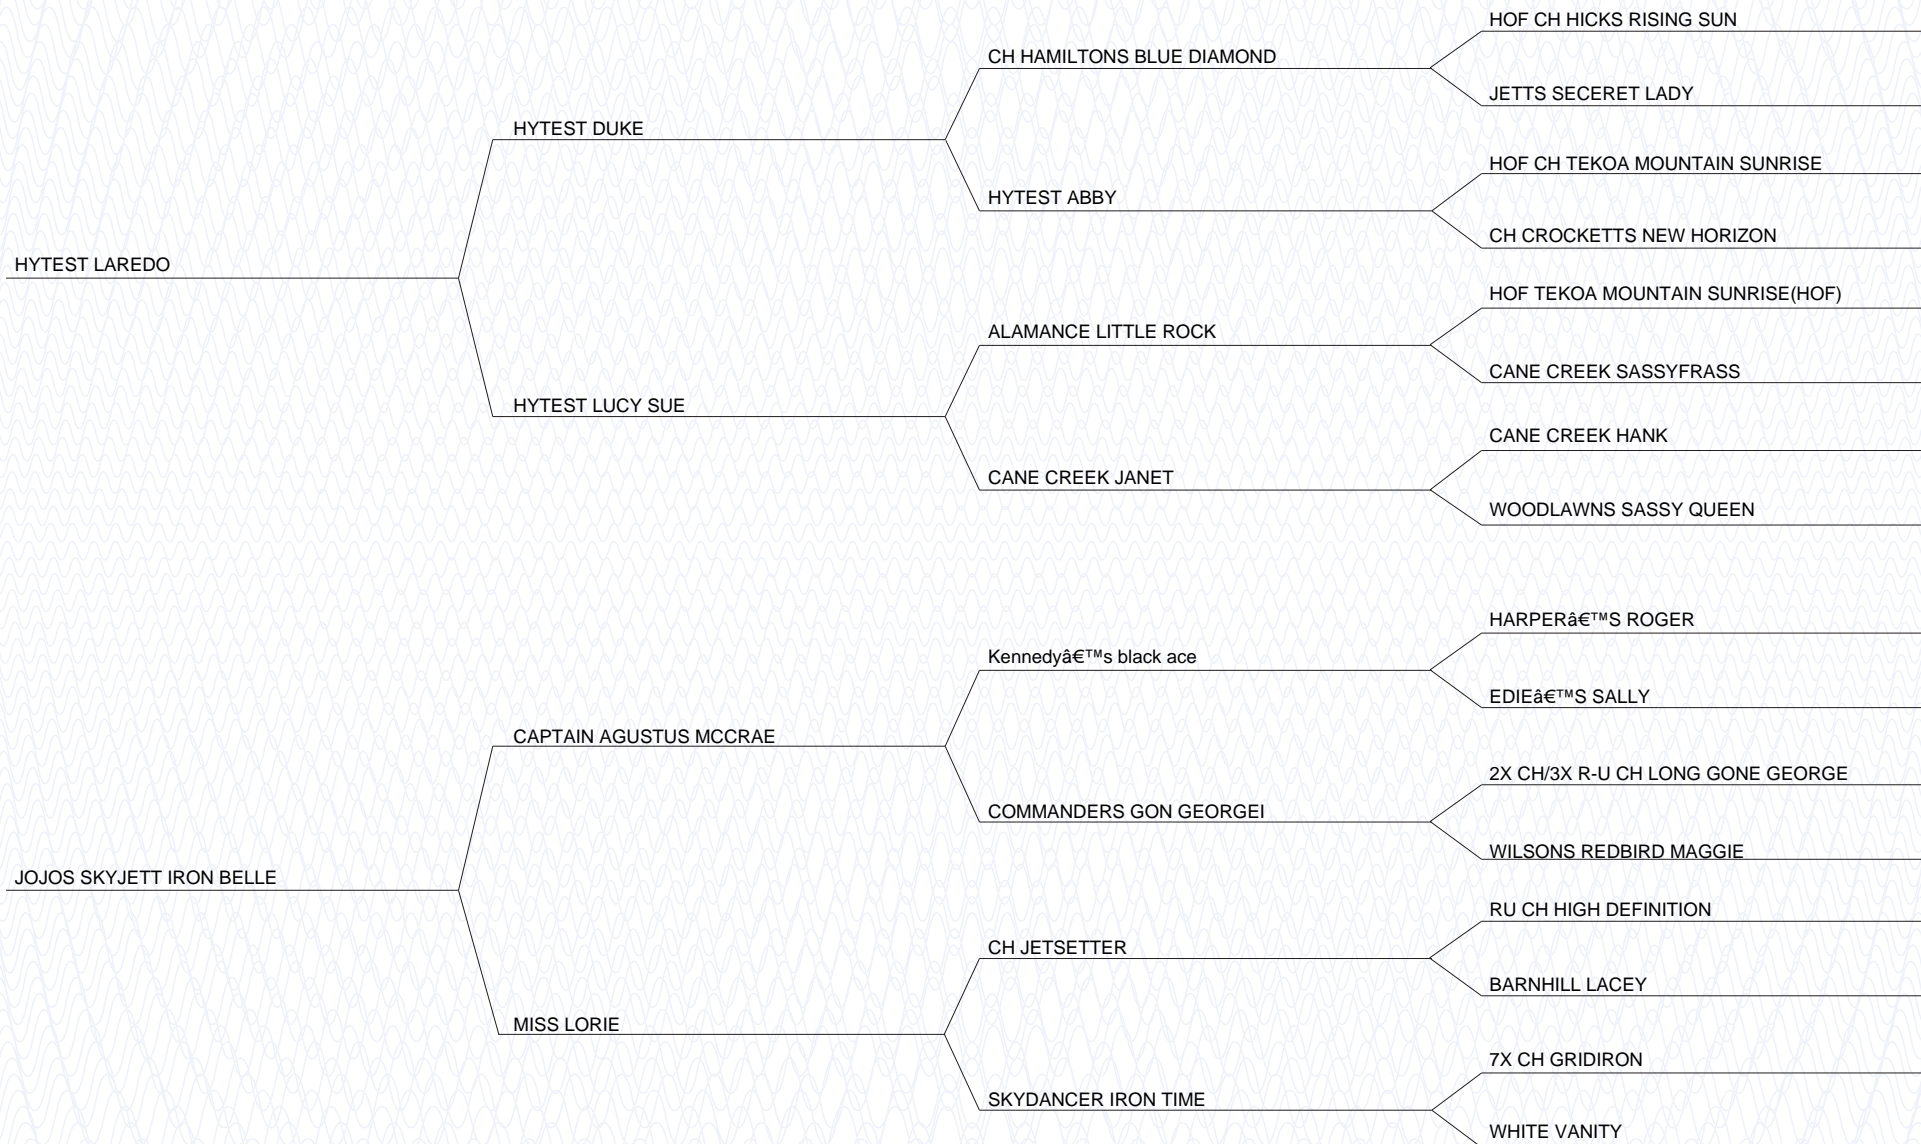 HOF CH HICKS RISING SUN
CH HAMILTONS BLUE DIAMOND
JETTS SECERET LADY
HYTEST DUKE
HOF CH TEKOA MOUNTAIN SUNRISE
HYTEST ABBY
CH CROCKETTS NEW HORIZON
HYTEST LAREDO
HOF TEKOA MOUNTAIN SUNRISE(HOF)
ALAMANCE LITTLE ROCK
CANE CREEK SASSYFRASS
HYTEST LUCY SUE
CANE CREEK HANK
CANE CREEK JANET
WOODLAWNS SASSY QUEEN
HARPERâ€™S ROGER
Kennedyâ€™s black ace
EDIEâ€™S SALLY
CAPTAIN AGUSTUS MCCRAE
2X CH/3X R-U CH LONG GONE GEORGE
COMMANDERS GON GEORGEI
WILSONS REDBIRD MAGGIE
JOJOS SKYJETT IRON BELLE
RU CH HIGH DEFINITION
CH JETSETTER
BARNHILL LACEY
MISS LORIE
7X CH GRIDIRON
SKYDANCER IRON TIME
WHITE VANITY